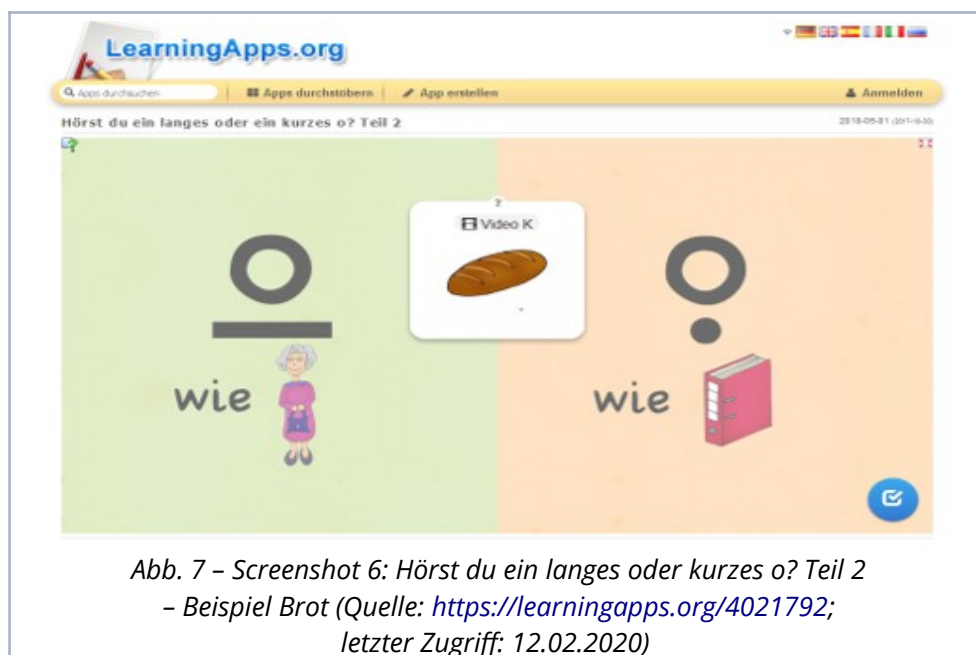 LearningApps.org
Apps durchsuchen
Apps durchstöbern
App erstellen
Anmelden
Hörst du ein langes oder ein kurzes o? Teil 2
?
Video K
o
wie
o
wie
Abb. 7 – Screenshot 6: Hörst du ein langes oder kurzes o? Teil 2
– Beispiel Brot (Quelle: https://learningapps.org/4021792;
letzter Zugriff: 12.02.2020)